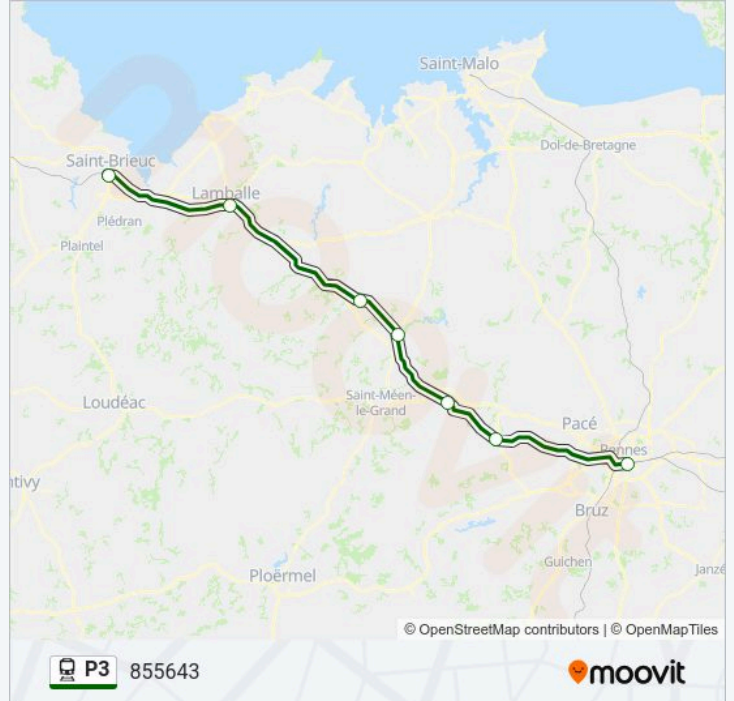 Saint-Malo
Dol-de-Bretagne
Saint-Brieuc
Lamballe
Plédran
Plaintel
Saint-Méen-
le-Grand
Loudéac
Pacé
Rennes
ntivy
Bruz
Guichen
Janzé
Ploërmel
© OpenStreetMap contributors | © OpenMapTiles
P3 855643
moovit